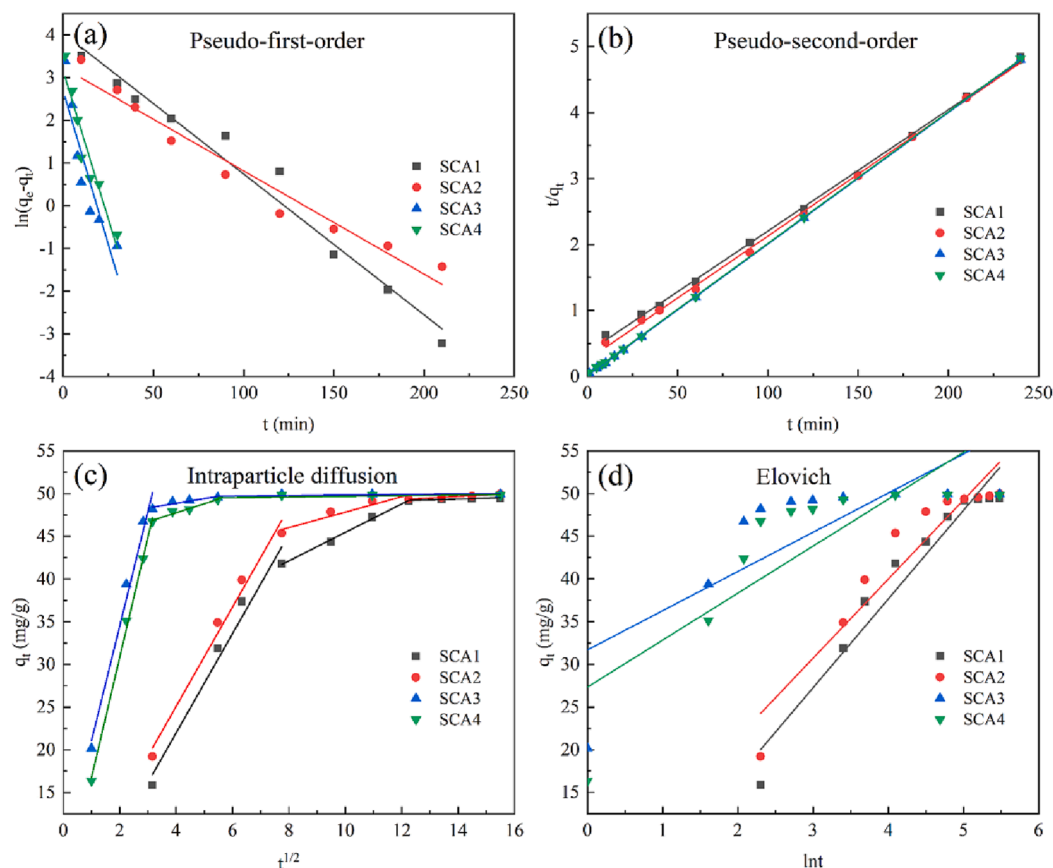 (a)
Pseudo-first-order
ln(qₑ-qₜ)
5
4
3
2
1
0
-1
-2
-3
-4
SCA1
SCA2
SCA3
SCA4
0
50
100
150
200
250
t (min)
(b)
Pseudo-second-order
t/qₜ
5
4
3
2
1
0
SCA1
SCA2
SCA3
SCA4
0
50
100
150
200
250
t (min)
(c)
Intraparticle diffusion
qₜ (mg/g)
55
50
45
40
35
30
25
20
15
SCA1
SCA2
SCA3
SCA4
0
2
4
6
8
10
12
14
16
t¹ᐟ²
(d)
Elovich
qₜ (mg/g)
55
50
45
40
35
30
25
20
15
SCA1
SCA2
SCA3
SCA4
0
1
2
3
4
5
6
lnt